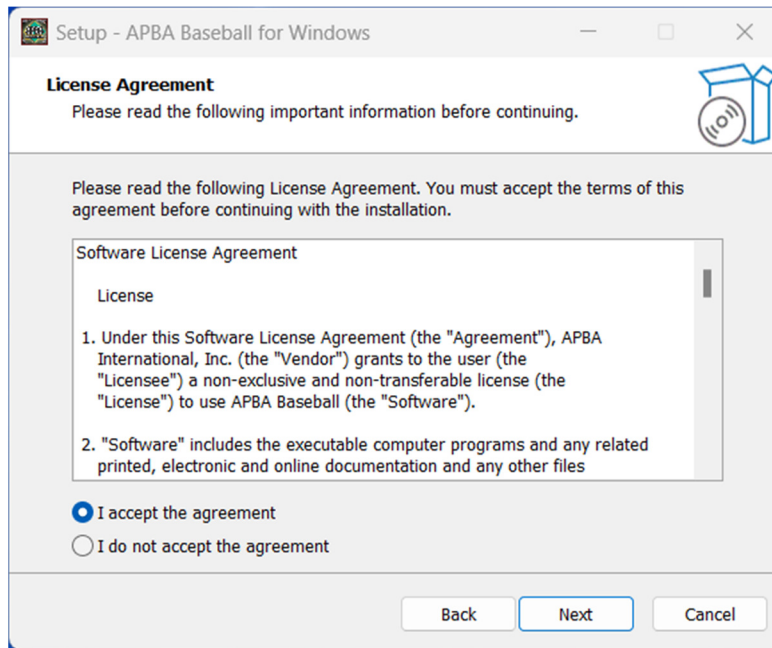 Setup - APBA Baseball for Windows
License Agreement
Please read the following important information before continuing.
Please read the following License Agreement. You must accept the terms of this
agreement before continuing with the installation.
Software License Agreement
License
1. Under this Software License Agreement (the "Agreement"), APBA
International, Inc. (the "Vendor") grants to the user (the
"Licensee") a non-exclusive and non-transferable license (the
"License") to use APBA Baseball (the "Software").
2. "Software" includes the executable computer programs and any related
printed, electronic and online documentation and any other files
I accept the agreement
I do not accept the agreement
Back Next Cancel